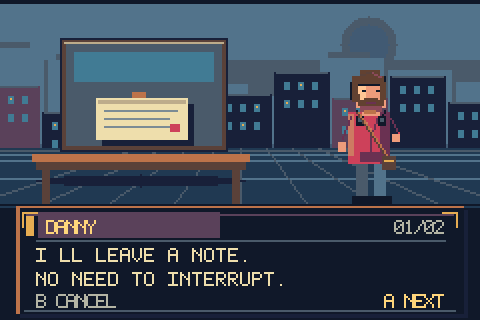 DANNY 01/02
I LL LEAVE A NOTE.
NO NEED TO INTERRUPT.
B CANCEL A NEXT